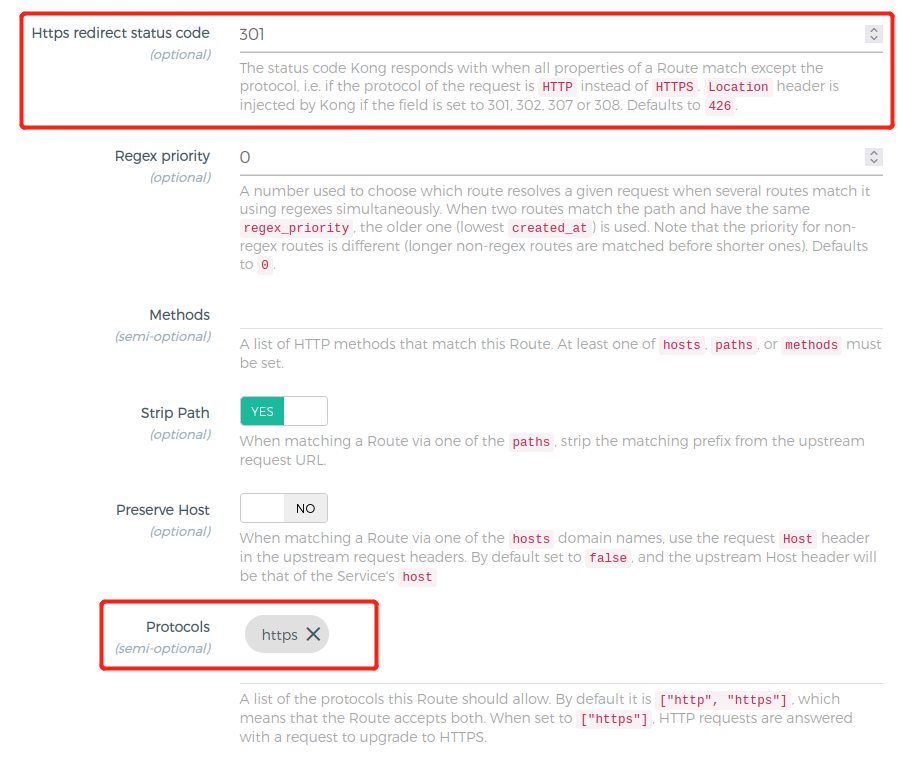 Https redirect status code 301
(optional)
The status code Kong responds with when all properties of a Route match except the
protocol, i.e. if the protocol of the request is HTTP instead of HTTPS. Location header is
injected by Kong if the field is set to 301, 302, 307 or 308. Defaults to 426.
Regex priority 0
(optional)
A number used to choose which route resolves a given request when several routes match it
using regexes simultaneously. When two routes match the path and have the same
regex_priority, the older one (lowest created_at) is used. Note that the priority for non-
regex routes is different (longer non-regex routes are matched before shorter ones). Defaults
to 0.
Methods
(semi-optional)
A list of HTTP methods that match this Route. At least one of hosts, paths, or methods must
be set.
Strip Path YES
(optional)
When matching a Route via one of the paths, strip the matching prefix from the upstream
request URL.
Preserve Host NO
(optional)
When matching a Route via one of the hosts domain names, use the request Host header
in the upstream request headers. By default set to false, and the upstream Host header will
be that of the Service's host
Protocols https
(semi-optional)
A list of the protocols this Route should allow. By default it is ["http", "https"], which
means that the Route accepts both. When set to ["https"], HTTP requests are answered
with a request to upgrade to HTTPS.